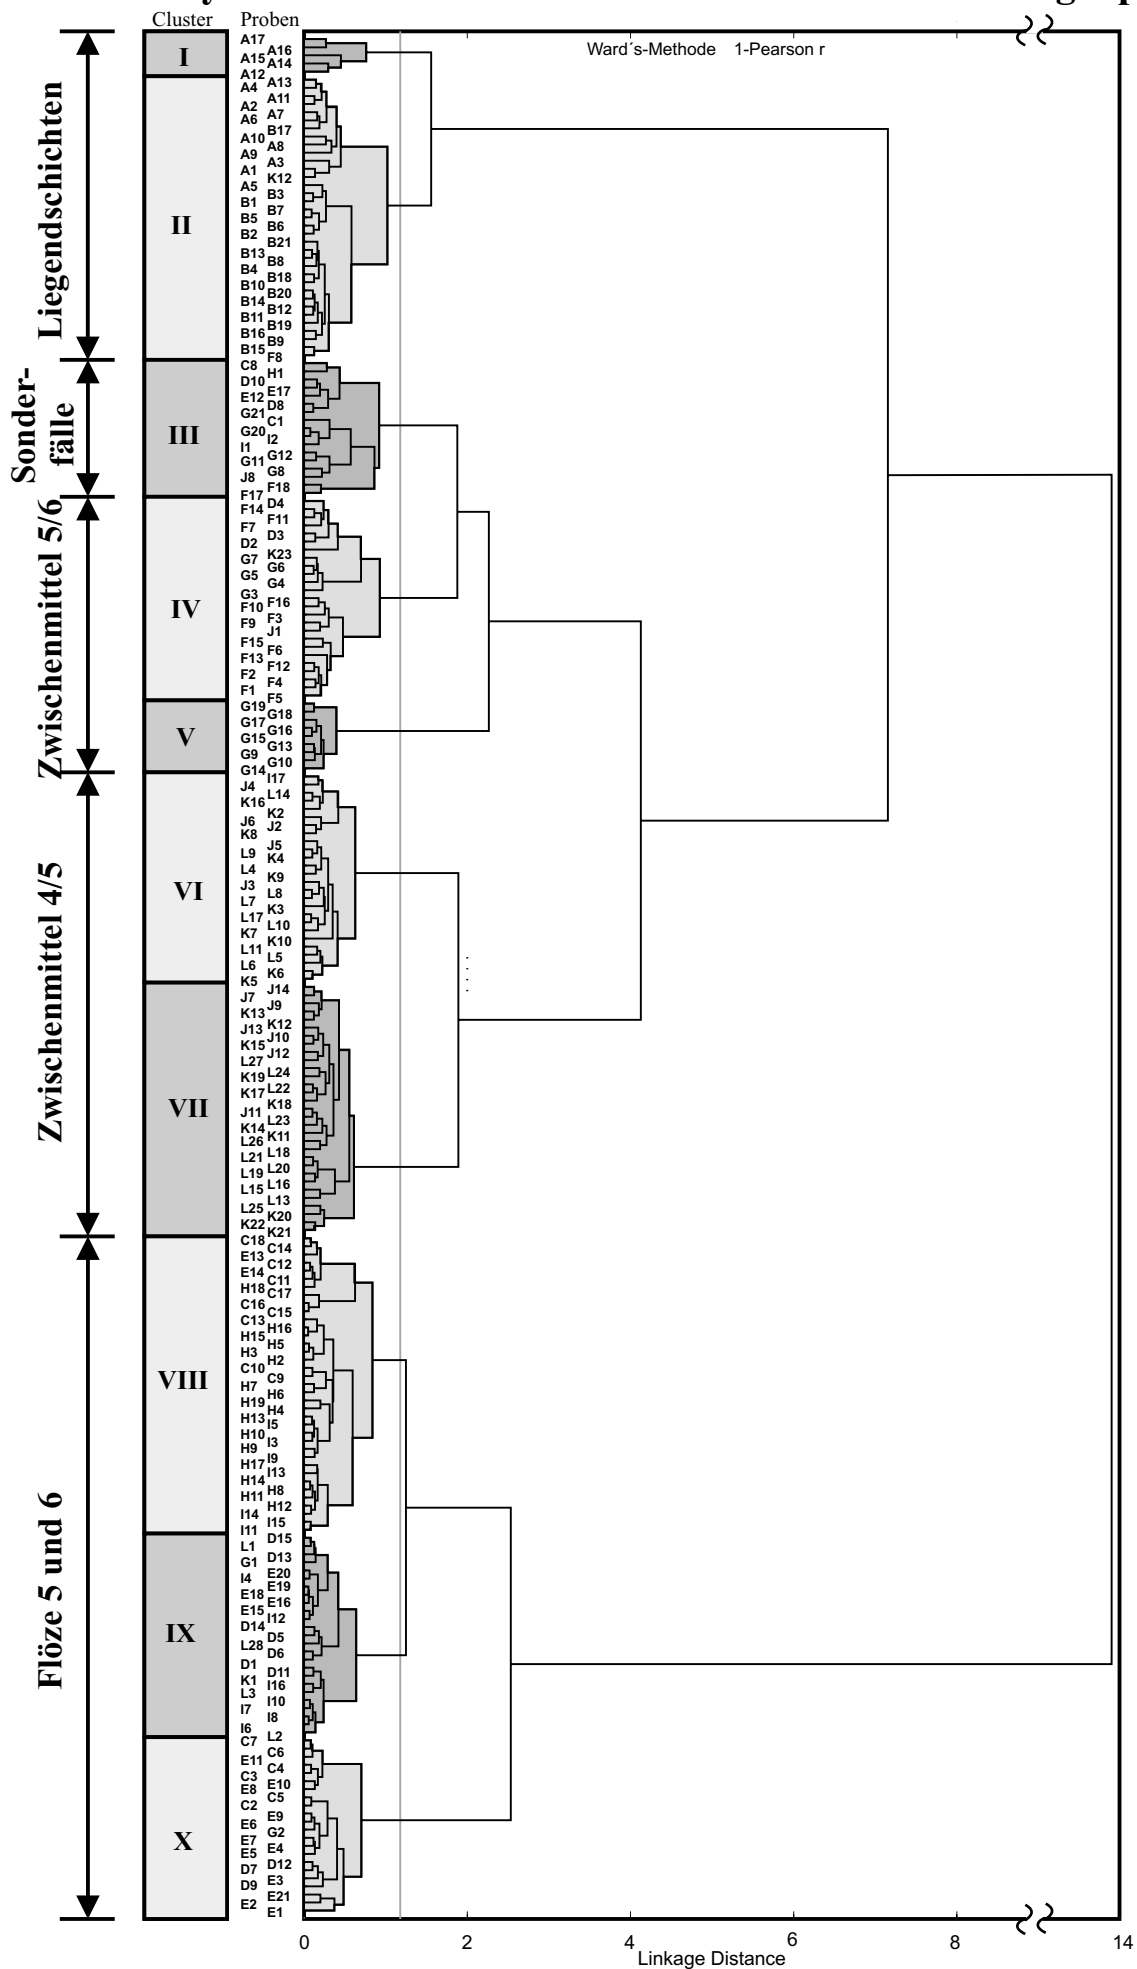 Cluster Proben
Ward´s-Methode 1-Pearson r
Liegendschichten
Sonder-
fälle
Zwischenmittel 5/6
Zwischenmittel 4/5
Flöze 5 und 6
I
II
III
IV
V
VI
VII
VIII
IX
X
A17
A16
A15
A14
A12
A13
A4
A11
A2
A7
A6
B17
A10
A8
A9
A3
A1
K12
A5
B3
B1
B7
B5
B6
B2
B21
B13
B8
B4
B18
B10
B20
B14
B12
B11
B19
B16
B9
B15
F8
C8
H1
D10
E17
E12
D8
G21
C1
G20
I2
I1
G12
G11
G8
J8
F18
F17
D4
F14
F11
F7
D3
D2
K23
G7
G6
G5
G4
G3
F16
F10
F3
F9
J1
F15
F6
F13
F12
F2
F4
F1
F5
G19
G18
G17
G16
G15
G13
G9
G10
G14
I17
J4
L14
K16
K2
J6
J2
K8
J5
L9
K4
L4
K9
J3
L8
L7
K3
L17
L10
K7
K10
L11
L5
L6
K6
K5
J14
J7
J9
K13
K12
J13
J10
K15
J12
L27
L24
K19
L22
K17
K18
J11
L23
K14
K11
L26
L18
L21
L20
L19
L16
L15
L13
L25
K20
K22
K21
C18
C14
E13
C12
E14
C11
H18
C17
C16
C15
C13
H16
H15
H5
H3
H2
C10
C9
H7
H6
H19
H4
H13
I5
H10
I3
H9
I9
H17
I13
H14
H8
H11
H12
I14
I15
I11
D15
L1
D13
G1
E20
I4
E19
E18
E16
E15
I12
D14
D5
L28
D6
D1
D11
K1
I16
L3
I10
I7
I8
I6
L2
C7
C6
E11
C4
C3
E10
E8
C5
C2
E9
E6
G2
E7
E4
E5
D12
D7
E3
D9
E21
E2
E1
0 2 4 6 8 14
Linkage Distance